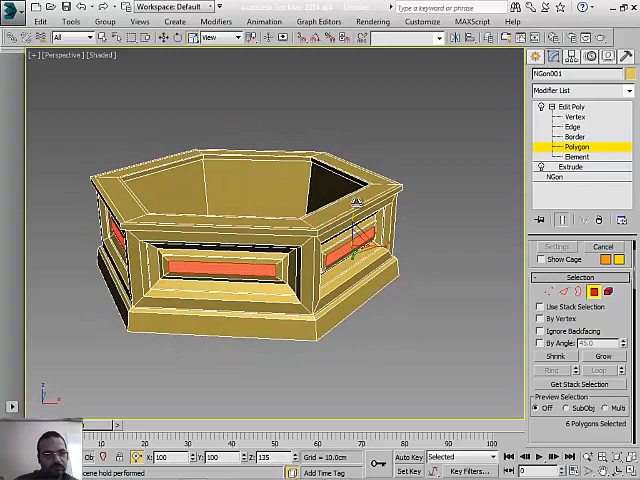 Workspace: Default
Autodesk 3ds Max 2014 x64
Type a keyword or phrase
Edit Tools Group Views Create Modifiers Animation Graph Editors Rendering Customize MAXScript Help
All View
[+] [Perspective] [Shaded]
NGon001
Modifier List
Edit Poly
Vertex
Edge
Border
Polygon
Element
Extrude
NGon
Settings Cancel
Show Cage
Selection
Use Stack Selection
By Vertex
Ignore Backfacing
By Angle: 45.0
Shrink Grow
Ring Loop
Get Stack Selection
Preview Selection
Off SubObj Multi
6 Polygons Selected
z
x
10 20 30 40 50 60 70 80 90 100
X: 100 Y: 100 Z: 135 Grid = 10.0cm
Auto Key Selected
cene hold performed
Add Time Tag
Set Key Key Filters...
0